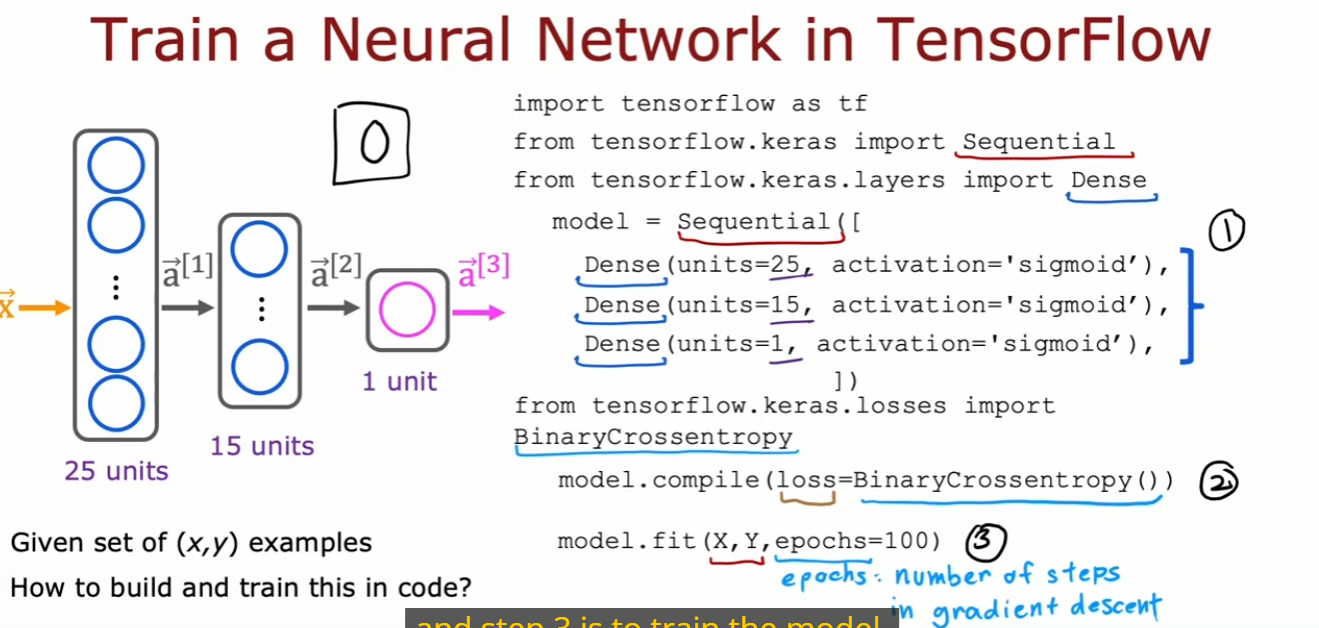 Train a Neural Network in TensorFlow
0
import tensorflow as tf
from tensorflow.keras import Sequential
from tensorflow.keras.layers import Dense
model = Sequential([
Dense(units=25, activation='sigmoid’),
Dense(units=15, activation='sigmoid’),
Dense(units=1, activation='sigmoid’),
])
1
from tensorflow.keras.losses import
BinaryCrossentropy
model.compile(loss=BinaryCrossentropy()) 2
model.fit(X,Y,epochs=100) 3
epochs: number of steps
in gradient descent
x⃗
a⃗[1]
a⃗[2]
a⃗[3]
25 units
15 units
1 unit
Given set of (x,y) examples
How to build and train this in code?
and step 3 is to train the model